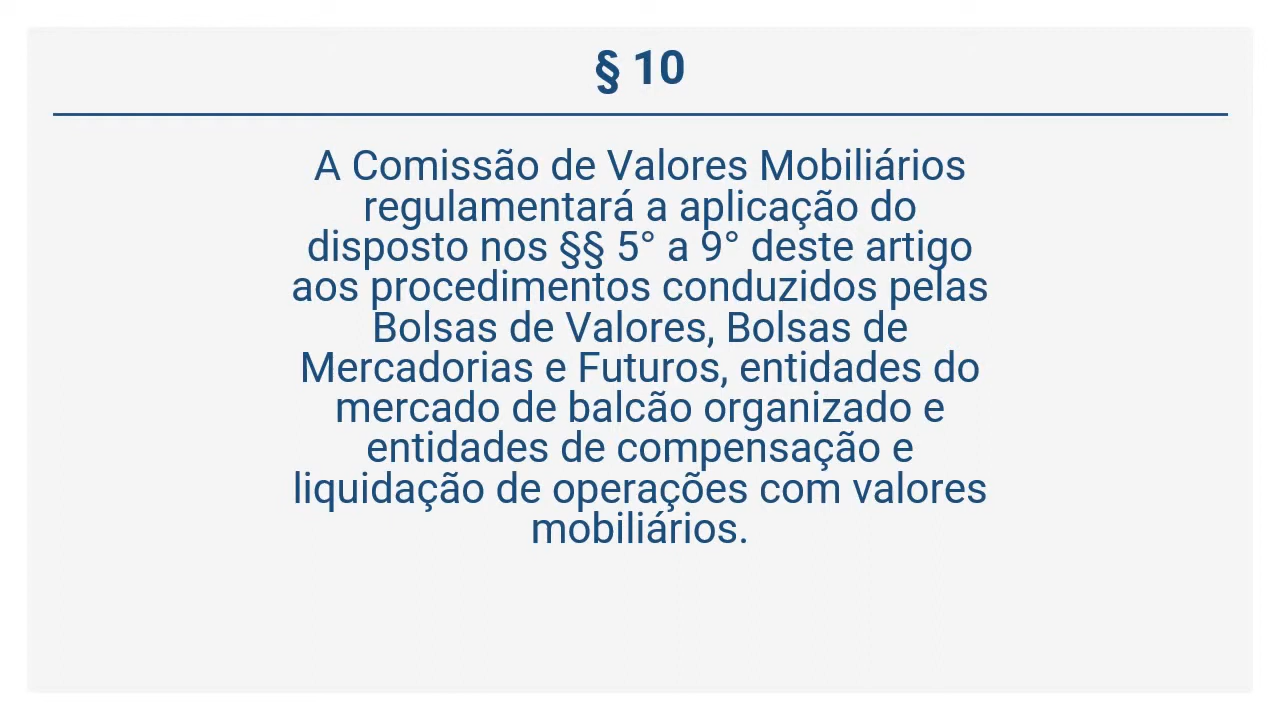 § 10
A Comissão de Valores Mobiliários
regulamentará a aplicação do
disposto nos §§ 5° a 9° deste artigo
aos procedimentos conduzidos pelas
Bolsas de Valores, Bolsas de
Mercadorias e Futuros, entidades do
mercado de balcão organizado e
entidades de compensação e
liquidação de operações com valores
mobiliários.